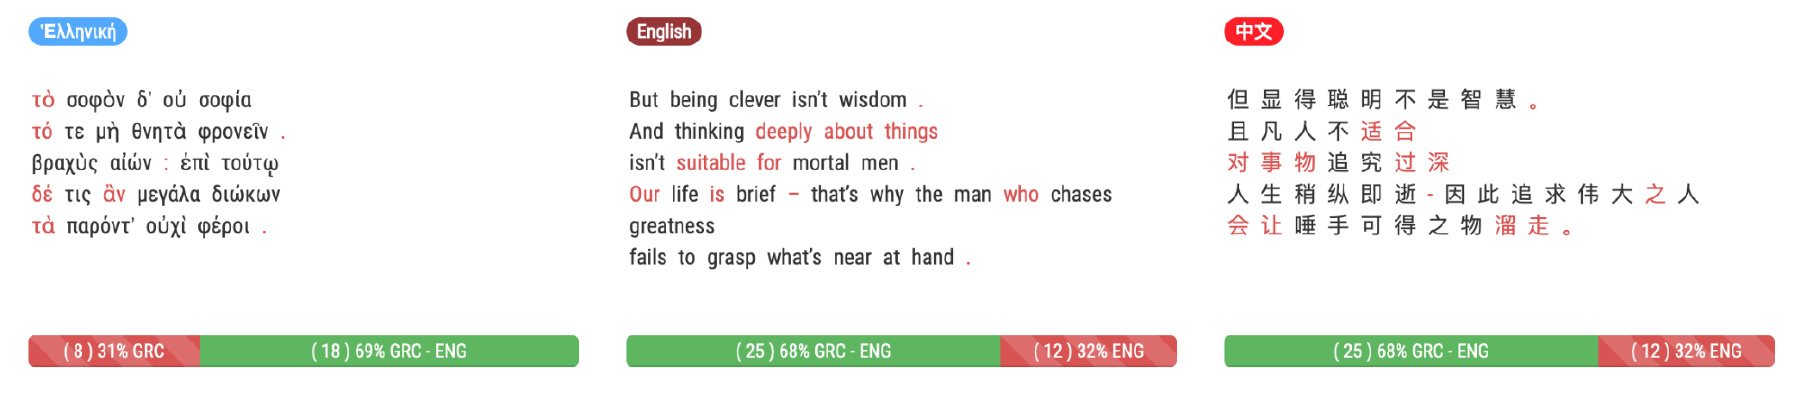 Ἑλληνική
τὸ σοφὸν δ’ οὐ σοφία
τό τε μὴ θνητὰ φρονεῖν .
βραχὺς αἰών : ἐπὶ τούτῳ
δέ τις ἂν μεγάλα διώκων
τὰ παρόντ’ οὐχὶ φέροι .
( 8 ) 31% GRC
( 18 ) 69% GRC - ENG
English
But being clever isn’t wisdom .
And thinking deeply about things
isn’t suitable for mortal men .
Our life is brief – that’s why the man who chases
greatness
fails to grasp what’s near at hand .
( 25 ) 68% GRC - ENG
( 12 ) 32% ENG
中文
但 显 得 聪 明 不 是 智 慧 。
且 凡 人 不 适 合
对 事 物 追 究 过 深
人 生 稍 纵 即 逝 - 因 此 追 求 伟 大 之 人
会 让 唾 手 可 得 之 物 溜 走 。
( 25 ) 68% GRC - ENG
( 12 ) 32% ENG